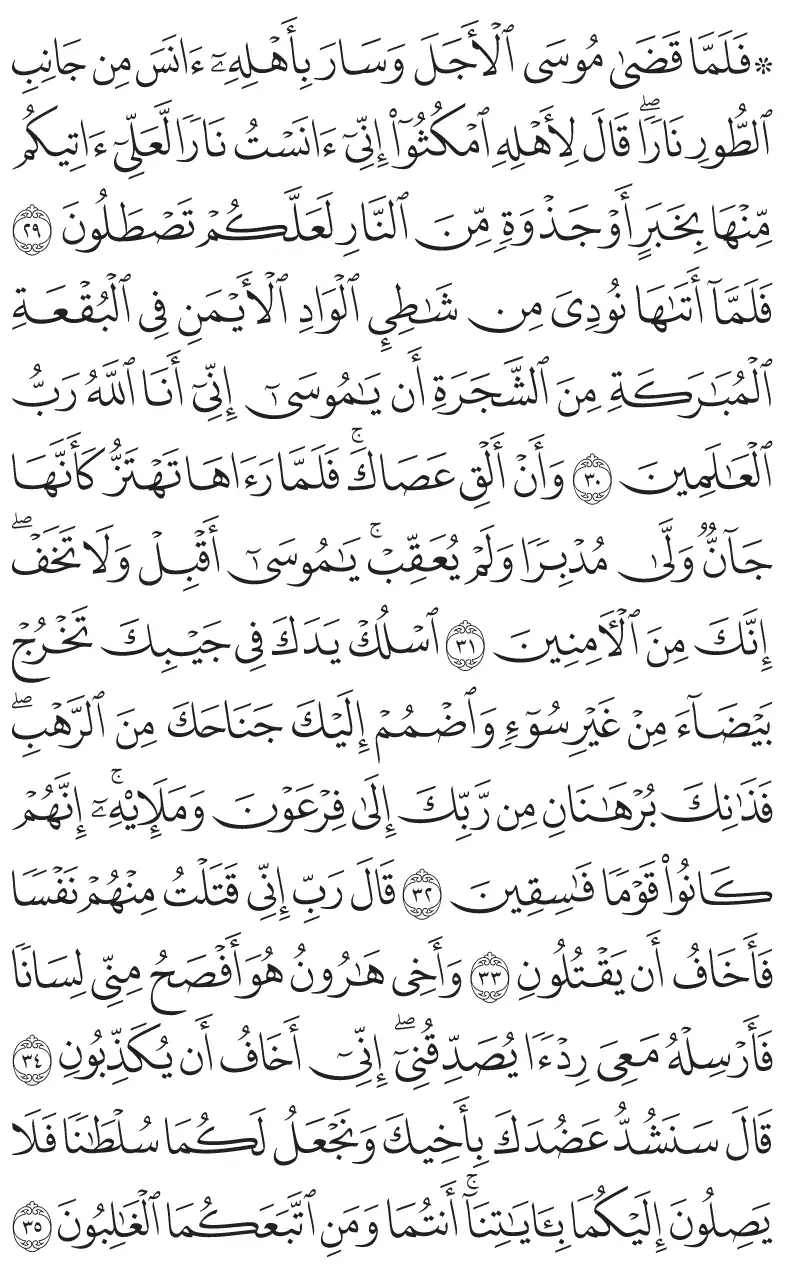 ۞ فَلَمَّا قَضَىٰ مُوسَى ٱلۡأَجَلَ وَسَارَ بِأَهۡلِهِۦٓ ءَانَسَ مِن جَانِبِ
ٱلطُّورِ نَارٗاۖ قَالَ لِأَهۡلِهِ ٱمۡكُثُوٓاْ إِنِّيٓ ءَانَسۡتُ نَارٗا لَّعَلِّيٓ ءَاتِيكُم
مِّنۡهَا بِخَبَرٍ أَوۡ جَذۡوَةٖ مِّنَ ٱلنَّارِ لَعَلَّكُمۡ تَصۡطَلُونَ ٢٩
فَلَمَّآ أَتَىٰهَا نُودِيَ مِن شَٰطِيِٕ ٱلۡوَادِ ٱلۡأَيۡمَنِ فِي ٱلۡبُقۡعَةِ
ٱلۡمُبَٰرَكَةِ مِنَ ٱلشَّجَرَةِ أَن يَٰمُوسَىٰٓ إِنِّيٓ أَنَا ٱللَّهُ رَبُّ
ٱلۡعَٰلَمِينَ ٣٠ وَأَنۡ أَلۡقِ عَصَاكَۚ فَلَمَّا رَءَاهَا تَهۡتَزُّ كَأَنَّهَا
جَآنّٞ وَلَّىٰ مُدۡبِرٗا وَلَمۡ يُعَقِّبۡۚ يَٰمُوسَىٰٓ أَقۡبِلۡ وَلَا تَخَفۡۖ
إِنَّكَ مِنَ ٱلۡأٓمِنِينَ ٣١ ٱسۡلُكۡ يَدَكَ فِي جَيۡبِكَ تَخۡرُجۡ
بَيۡضَآءَ مِنۡ غَيۡرِ سُوٓءٖ وَٱضۡمُمۡ إِلَيۡكَ جَنَاحَكَ مِنَ ٱلرَّهۡبِۖ
فَذَٰنِكَ بُرۡهَٰنَانِ مِن رَّبِّكَ إِلَىٰ فِرۡعَوۡنَ وَمَلَإِيْهِۦٓۚ إِنَّهُمۡ
كَانُواْ قَوۡمٗا فَٰسِقِينَ ٣٢ قَالَ رَبِّ إِنِّي قَتَلۡتُ مِنۡهُمۡ نَفۡسٗا
فَأَخَافُ أَن يَقۡتُلُونِ ٣٣ وَأَخِي هَٰرُونُ هُوَ أَفۡصَحُ مِنِّي لِسَانٗا
فَأَرۡسِلۡهُ مَعِيَ رِدۡءٗا يُصَدِّقُنِيٓۖ إِنِّيٓ أَخَافُ أَن يُكَذِّبُونِ ٣٤
قَالَ سَنَشُدُّ عَضُدَكَ بِأَخِيكَ وَنَجۡعَلُ لَكُمَا سُلۡطَٰنٗا فَلَا
يَصِلُونَ إِلَيۡكُمَا بِـَٔايَٰتِنَآۚ أَنتُمَا وَمَنِ ٱتَّبَعَكُمَا ٱلۡغَٰلِبُونَ ٣٥